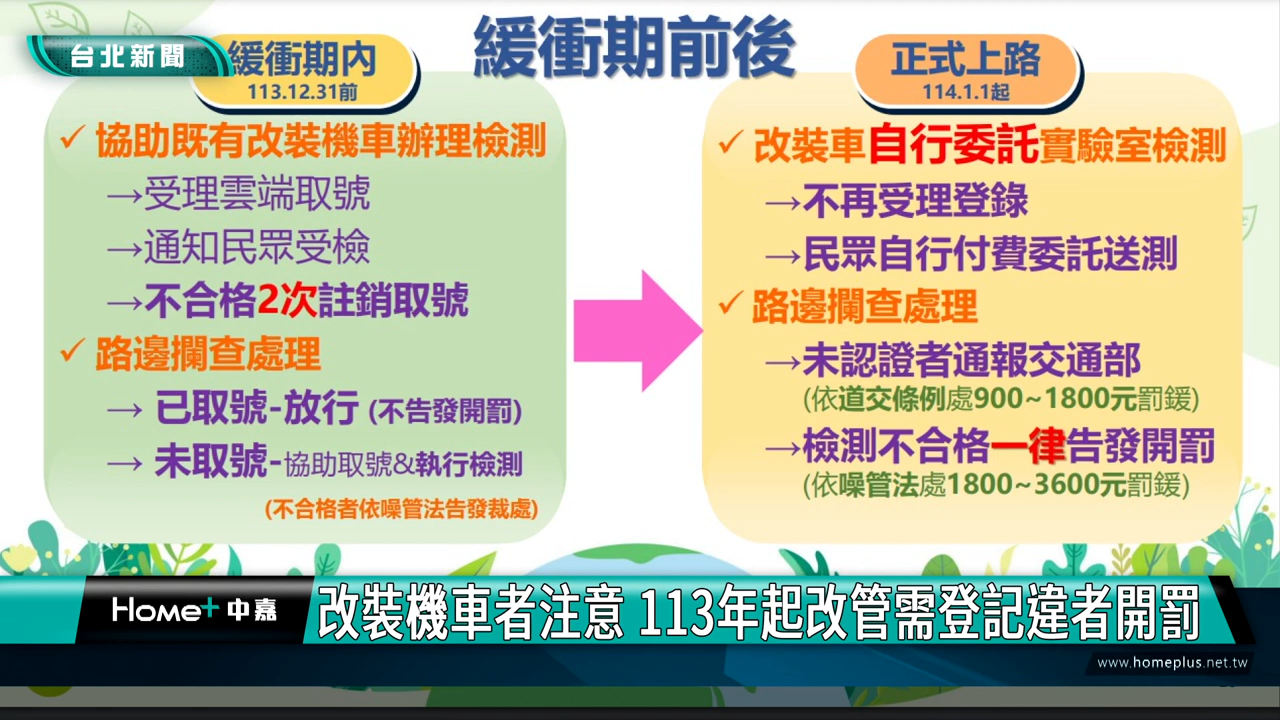 台北新聞
緩衝期前後
緩衝期內
113.12.31前
✓ 協助既有改裝機車辦理檢測
→受理雲端取號
→通知民眾受檢
→不合格2次註銷取號
✓ 路邊攔查處理
→ 已取號-放行 (不告發開罰)
→ 未取號-協助取號&執行檢測
(不合格者依噪管法告發裁處)
正式上路
114.1.1起
✓ 改裝車自行委託實驗室檢測
→不再受理登錄
→民眾自行付費委託送測
✓ 路邊攔查處理
→未認證者通報交通部
(依道交條例處900~1800元罰鍰)
→檢測不合格一律告發開罰
(依噪管法處1800~3600元罰鍰)
Home+ 中嘉
改裝機車者注意 113年起改管需登記違者開罰
www.homeplus.net.tw